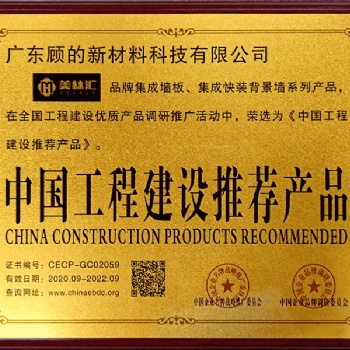 广东顾的新材料科技有限公司
美林汇 品牌集成墙板、集成快装背景墙系列产品,
在全国工程建设优质产品调研推广活动中,荣选为《中国工程
建设推荐产品》。
中国工程建设推荐产品
CHINA CONSTRUCTION PRODUCTS RECOMMENDED
证书编号:CECP-GC02059
有效日期:2020.09-2022.09
查询网址:www.chinaebdc.org